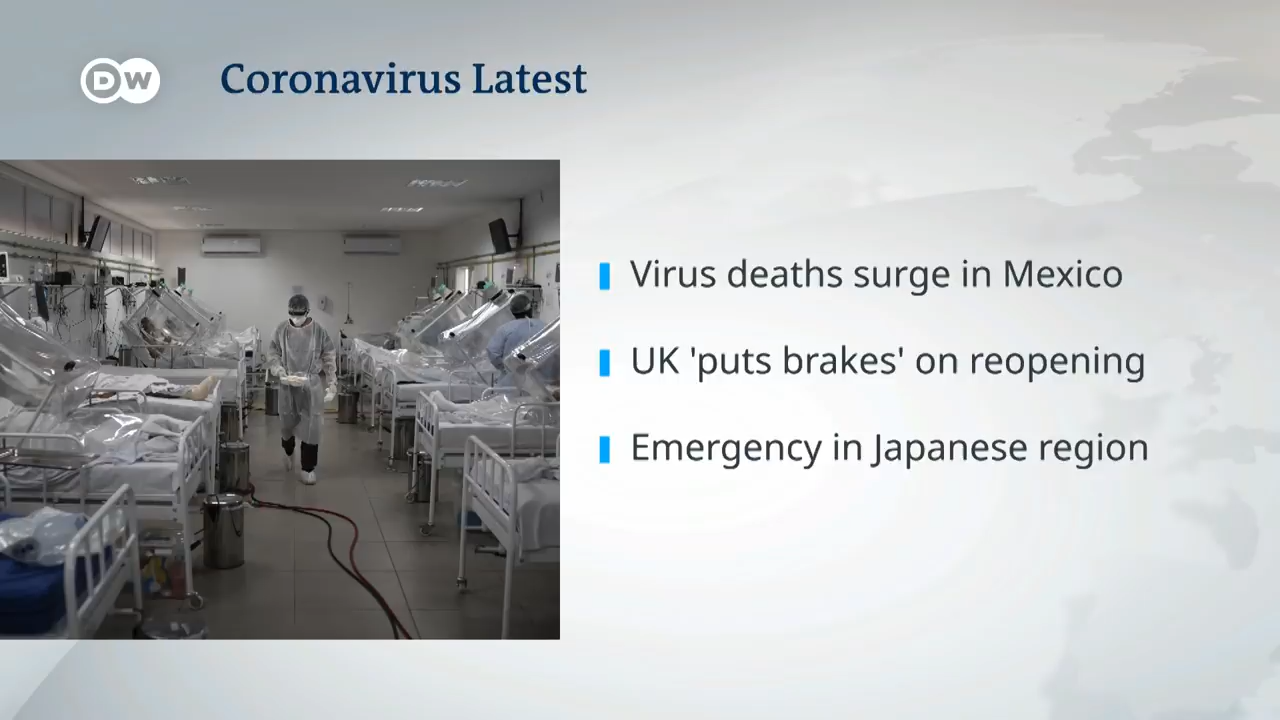 DW
Coronavirus Latest
Virus deaths surge in Mexico
UK 'puts brakes' on reopening
Emergency in Japanese region